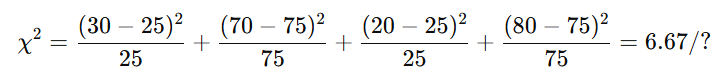 χ² = (30 − 25)²/25 + (70 − 75)²/75 + (20 − 25)²/25 + (80 − 75)²/75 = 6.67/?